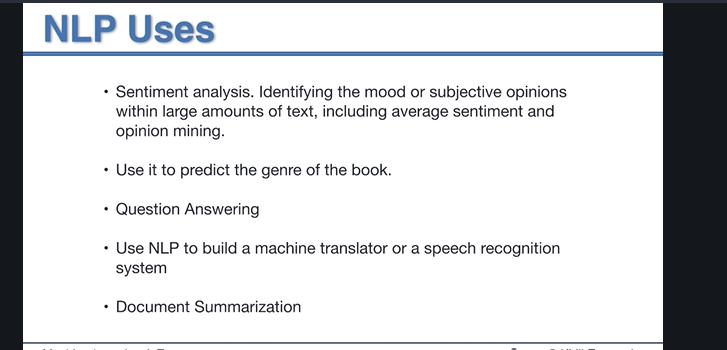 NLP Uses
• Sentiment analysis. Identifying the mood or subjective opinions
within large amounts of text, including average sentiment and
opinion mining.
• Use it to predict the genre of the book.
• Question Answering
• Use NLP to build a machine translator or a speech recognition
system
• Document Summarization